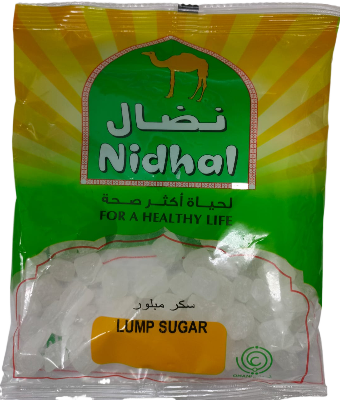 نضال
Nidhal
لحياة أكثر صحة
FOR A HEALTHY LIFE
سكر مبلور
LUMP SUGAR